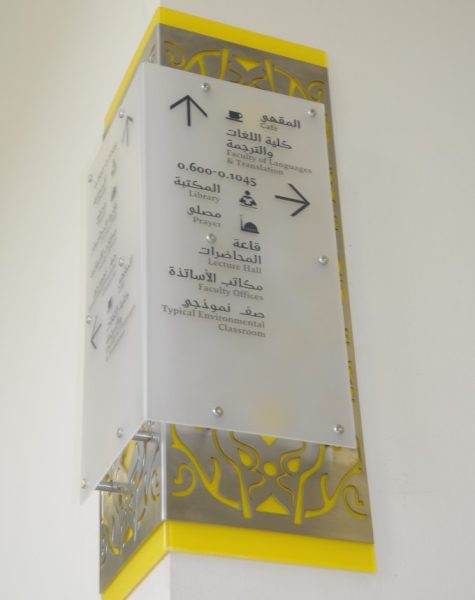 المقهى
Cafe
كلية اللغات
والترجمة
Faculty of Languages
& Translation
0.600-0.1045
المكتبة
Library
مصلى
Prayer
قاعة
المحاضرات
Lecture Hall
مكاتب الأساتذة
Faculty Offices
صف نموذجي
Typical Environmental
Classroom